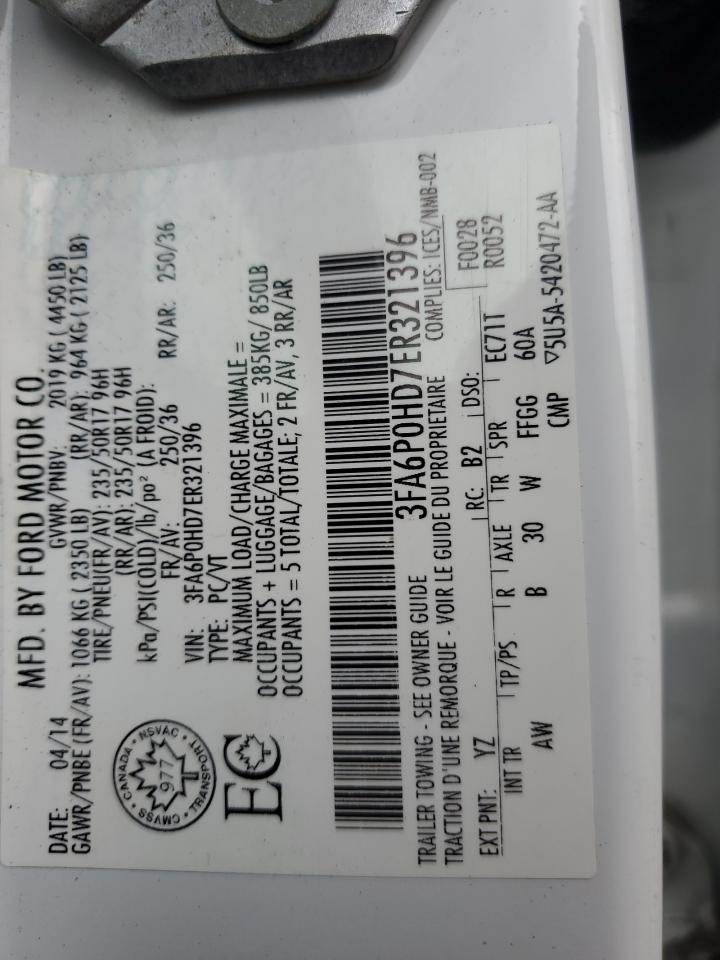 MFD. BY FORD MOTOR CO.
DATE: 04/14 GVWR/PNBV: 2019 KG ( 4450 LB)
GAWR/PNBE (FR/AV): 1066 KG ( 2350 LB) (RR/AR): 964 KG ( 2125 LB)
TIRE/PNEU(FR/AV): 235/50R17 96H
(RR/AR): 235/50R17 96H
kPa/PSI(COLD)/lb/po² (A FROID):
FR/AV: 250/36 RR/AR: 250/36
VIN: 3FA6P0HD7ER321396
TYPE: PC/VT
MAXIMUM LOAD/CHARGE MAXIMALE =
OCCUPANTS + LUGGAGE/BAGAGES = 385KG/ 850LB
OCCUPANTS = 5 TOTAL/TOTALE; 2 FR/AV, 3 RR/AR
CANADA • NSVAC • TRANSPORT • CMVSS •
977
EC
3FA6P0HD7ER321396
TRAILER TOWING - SEE OWNER GUIDE COMPLIES: ICES/NMB-002
TRACTION D'UNE REMORQUE - VOIR LE GUIDE DU PROPRIETAIRE
F0028
R0052
EXT PNT: YZ RC: B2 DSO:
INT TR TP/PS R AXLE TR SPR EC71T
AW B 30 W FFGG 60A
CMP ▽5U5A-5420472-AA